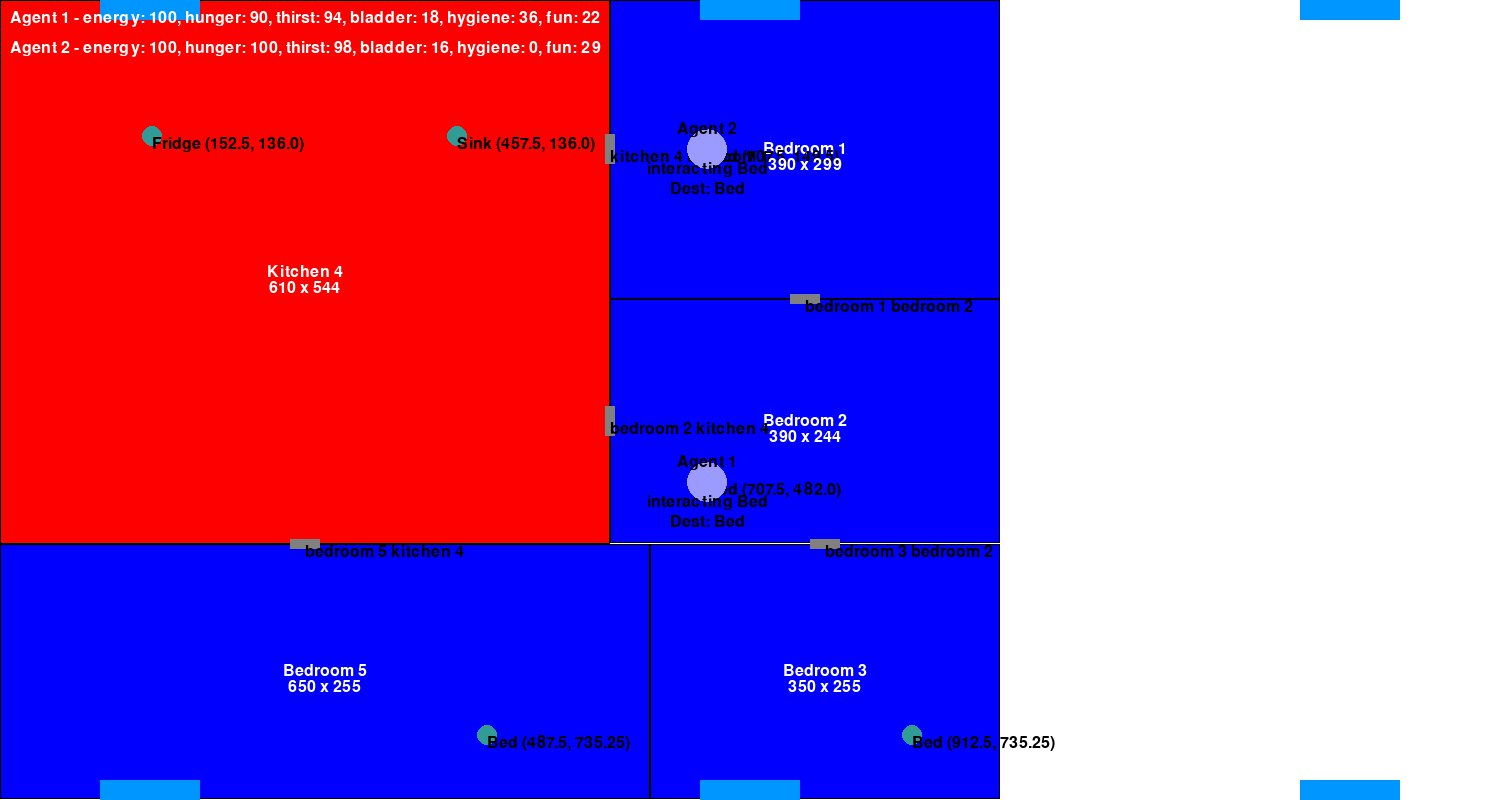 Agent 1 - energy: 100, hunger: 90, thirst: 94, bladder: 18, hygiene: 36, fun: 22
Agent 2 - energy: 100, hunger: 100, thirst: 98, bladder: 16, hygiene: 0, fun: 29
Fridge (152.5, 136.0)
Sink (457.5, 136.0)
Agent 2
Bedroom 1
kitchen 4
390 x 299
interacting Bed
Dest: Bed
Kitchen 4
610 x 544
bedroom 1 bedroom 2
Bedroom 2
bedroom 2 kitchen 4
390 x 244
Agent 1
(707.5, 482.0)
interacting Bed
Dest: Bed
bedroom 5 kitchen 4
bedroom 3 bedroom 2
Bedroom 5
650 x 255
Bedroom 3
350 x 255
Bed (487.5, 735.25)
Bed (912.5, 735.25)